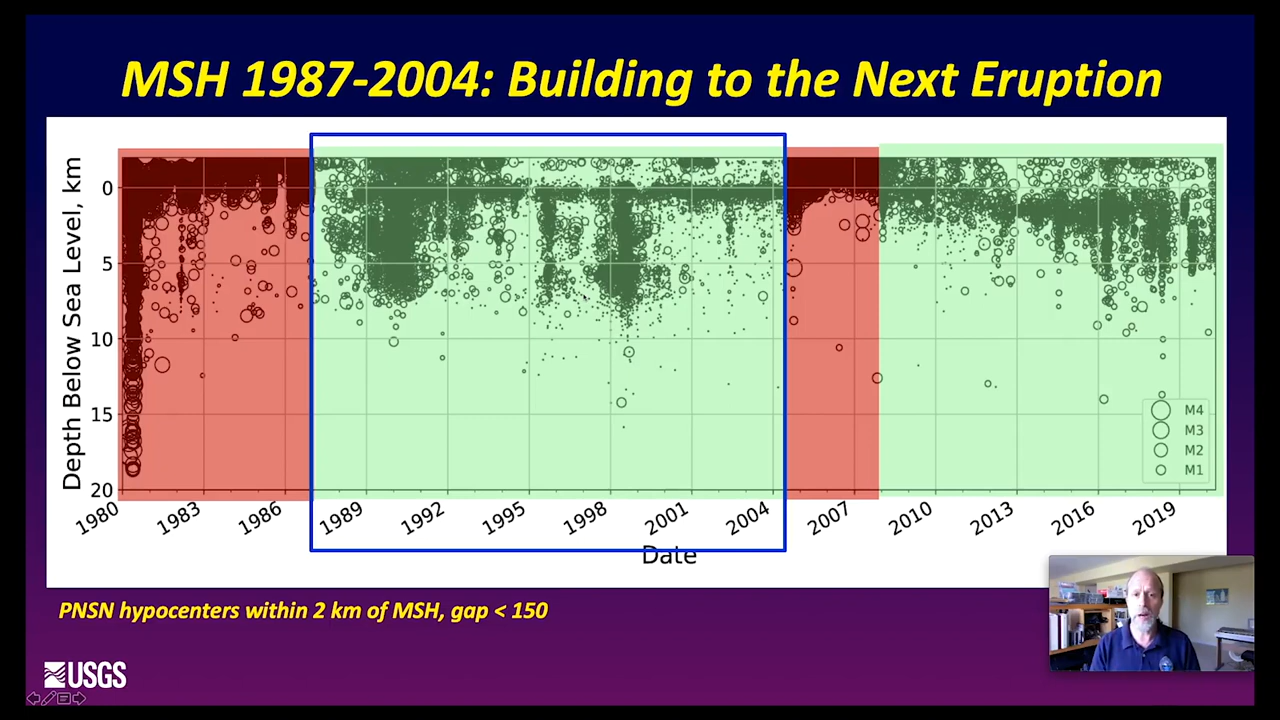 MSH 1987-2004: Building to the Next Eruption
Depth Below Sea Level, km
0
5
10
15
20
M4
M3
M2
M1
1980 1983 1986 1989 1992 1995 1998 2001 2004 2007 2010 2013 2016 2019
Date
PNSN hypocenters within 2 km of MSH, gap < 150
USGS